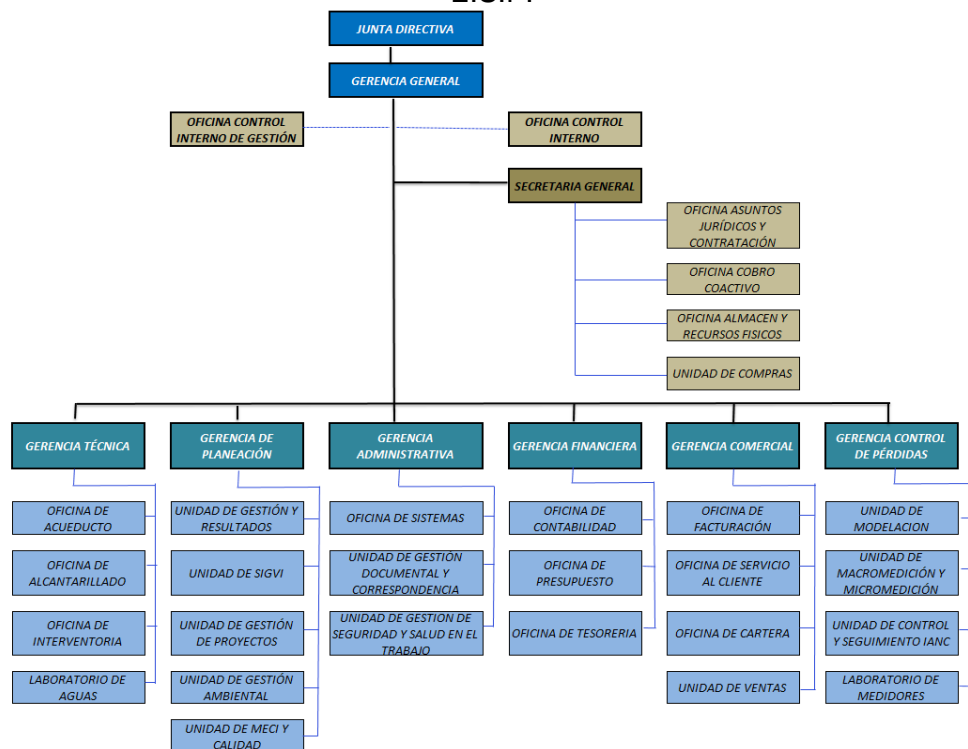 JUNTA DIRECTIVA
GERENCIA GENERAL
OFICINA CONTROL
INTERNO DE GESTIÓN
OFICINA CONTROL
INTERNO
SECRETARIA GENERAL
OFICINA ASUNTOS
JURÍDICOS Y
CONTRATACIÓN
OFICINA COBRO
COACTIVO
OFICINA ALMACEN Y
RECURSOS FISICOS
UNIDAD DE COMPRAS
GERENCIA TÉCNICA
OFICINA DE
ACUEDUCTO
OFICINA DE
ALCANTARILLADO
OFICINA DE
INTERVENTORIA
LABORATORIO DE
AGUAS
GERENCIA DE
PLANEACIÓN
UNIDAD DE GESTIÓN Y
RESULTADOS
UNIDAD DE SIGVI
UNIDAD DE GESTIÓN
DE PROYECTOS
UNIDAD DE GESTIÓN
AMBIENTAL
UNIDAD DE MECI Y
CALIDAD
GERENCIA
ADMINISTRATIVA
OFICINA DE SISTEMAS
UNIDAD DE GESTIÓN
DOCUMENTAL Y
CORRESPONDENCIA
UNIDAD DE GESTION DE
SEGURIDAD Y SALUD EN EL
TRABAJO
GERENCIA FINANCIERA
OFICINA DE
CONTABILIDAD
OFICINA DE
PRESUPUESTO
OFICINA DE TESORERIA
GERENCIA COMERCIAL
OFICINA DE
FACTURACIÓN
OFICINA DE SERVICIO
AL CLIENTE
OFICINA DE CARTERA
UNIDAD DE VENTAS
GERENCIA CONTROL
DE PÉRDIDAS
UNIDAD DE
MODELACION
UNIDAD DE
MACROMEDICIÓN Y
MICROMEDICIÓN
UNIDAD DE CONTROL
Y SEGUIMIENTO IANC
LABORATORIO DE
MEDIDORES